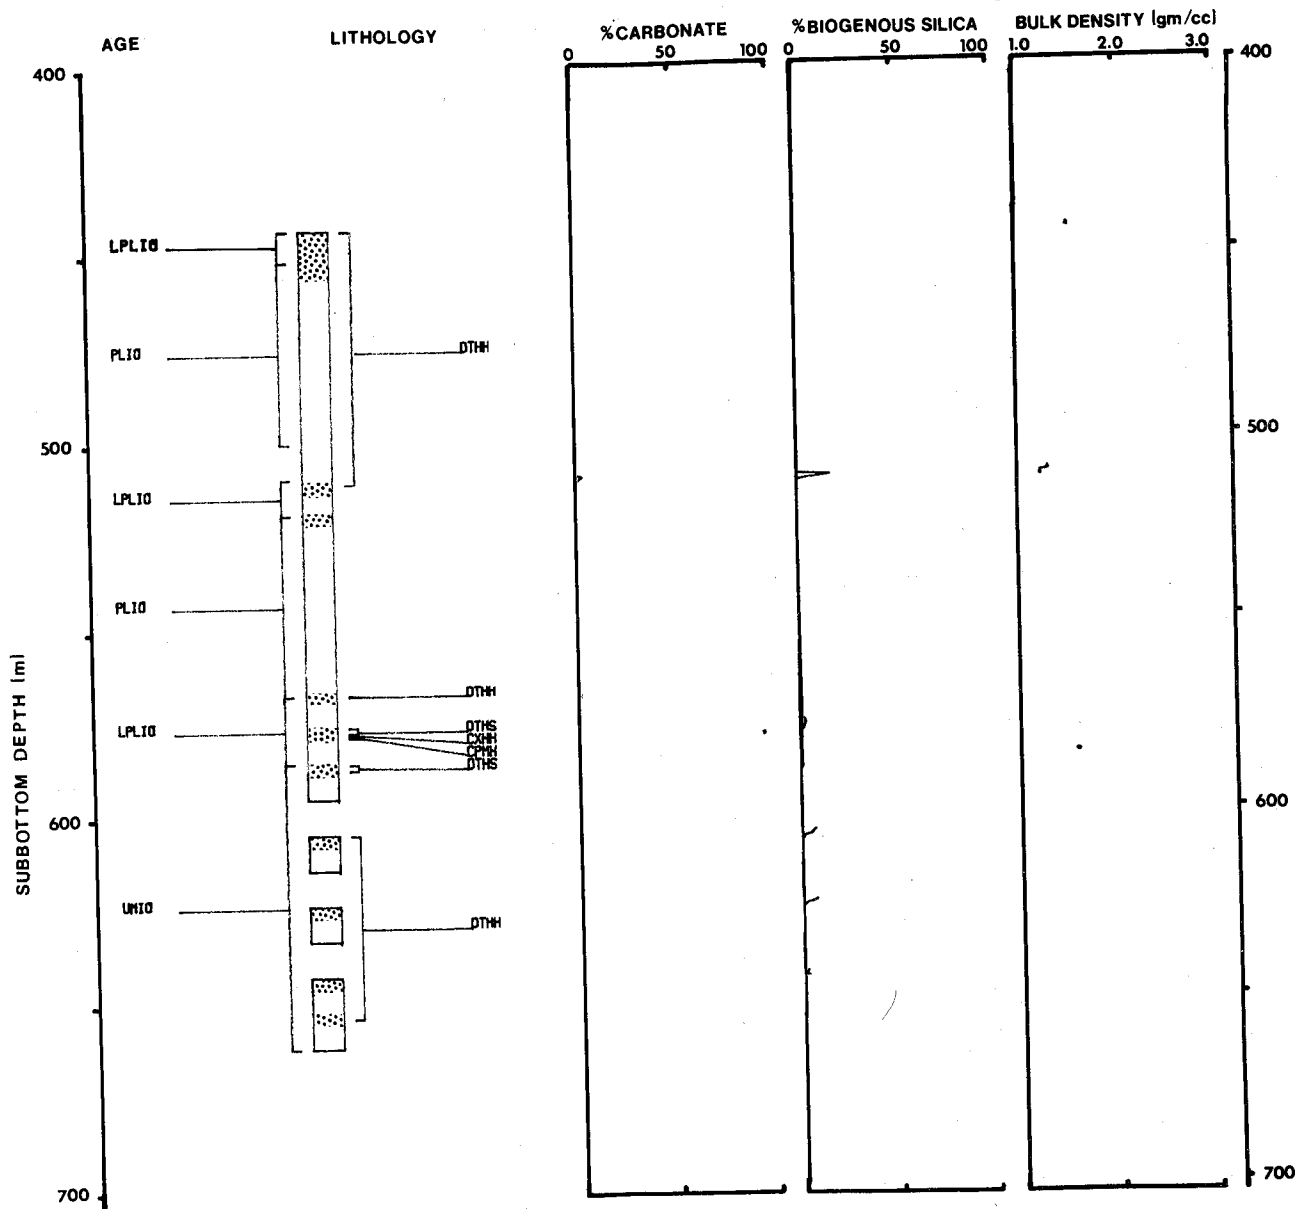 AGE LITHOLOGY %CARBONATE %BIOGENOUS SILICA BULK DENSITY (gm/cc)
0 50 100 0 50 100 1.0 2.0 3.0
400 400
LPLIO
PLIO DTHH
500 500
LPLIO
PLIO
DTHH
LPLIO DTHS
CXHH
CPMH
DTHS
600 600
UMIO DTHH
700 700
SUBBOTTOM DEPTH (m)